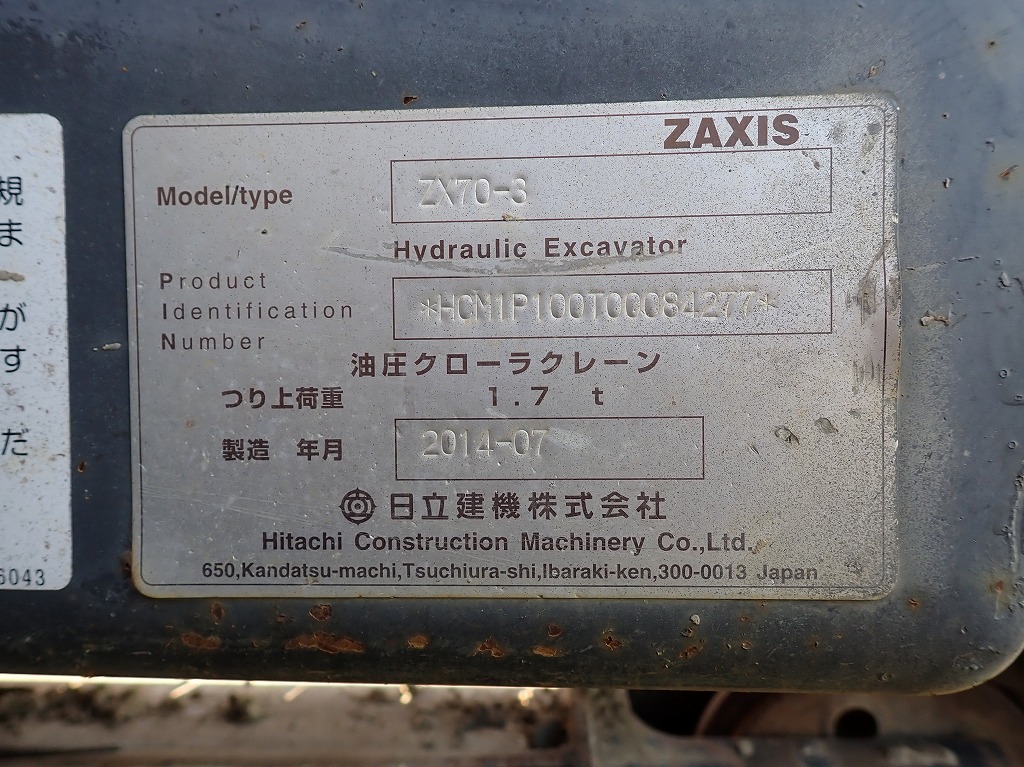 ZAXIS
Model/type ZX70-3
Hydraulic Excavator
Product
Identification *HCM1P100T00084277*
Number
油圧クローラクレーン
つり上荷重 1.7 t
製造 年月 2014-07
日立建機株式会社
Hitachi Construction Machinery Co.,Ltd.
650,Kandatsu-machi,Tsuchiura-shi,Ibaraki-ken,300-0013 Japan
規
ま
が
す
だ
6043